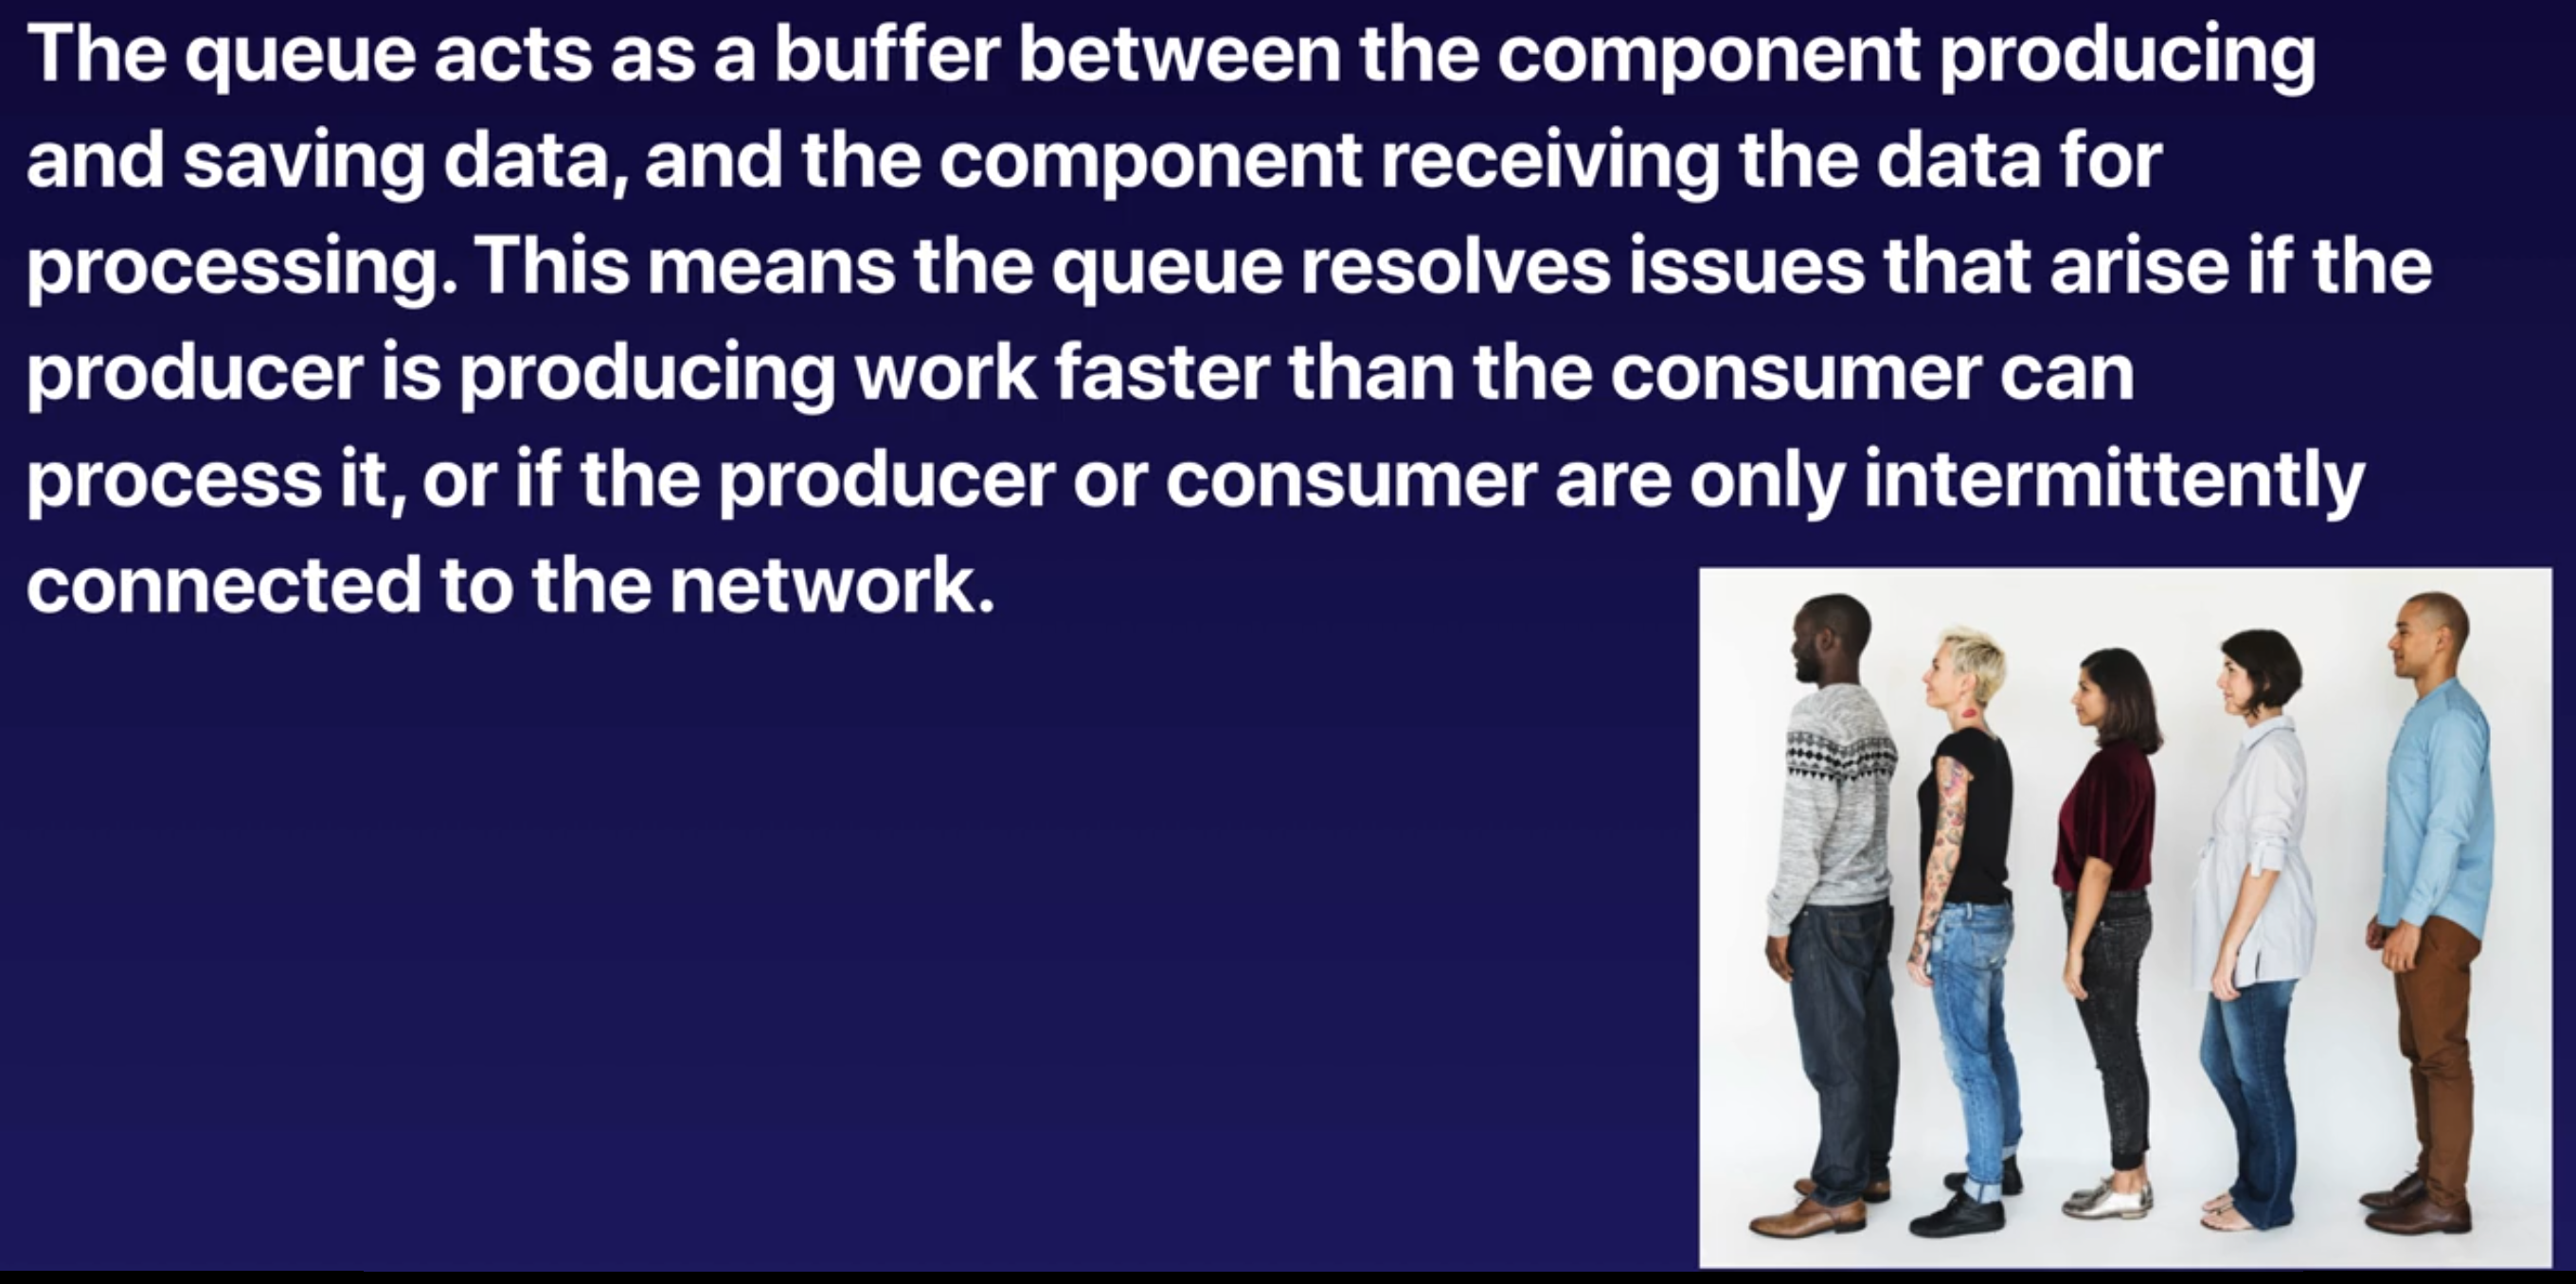 The queue acts as a buffer between the component producing
and saving data, and the component receiving the data for
processing. This means the queue resolves issues that arise if the
producer is producing work faster than the consumer can
process it, or if the producer or consumer are only intermittently
connected to the network.